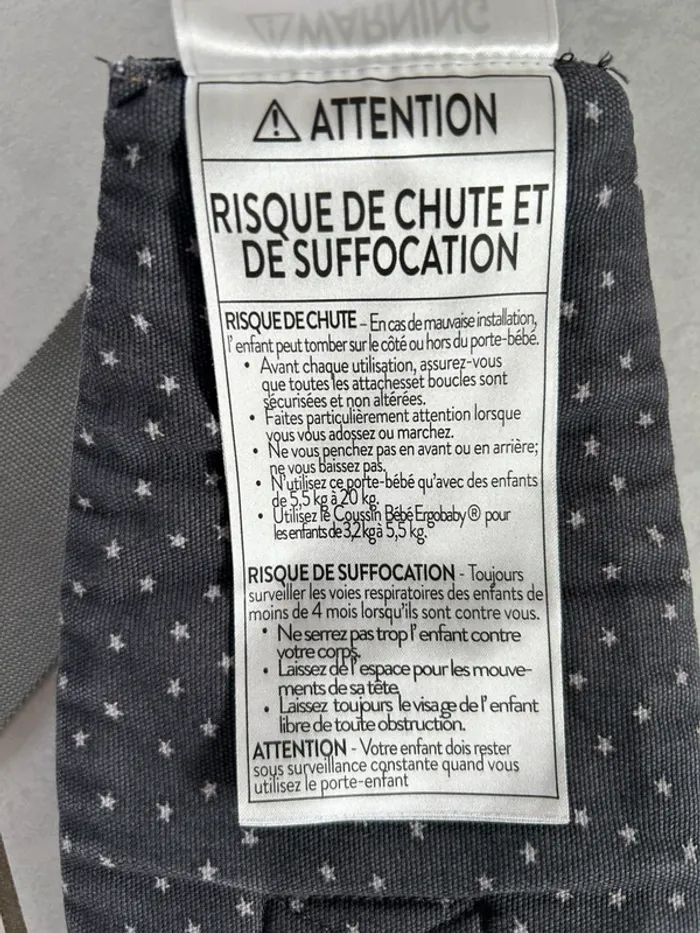 WARNING
⚠ ATTENTION
RISQUE DE CHUTE ET
DE SUFFOCATION
RISQUE DE CHUTE – En cas de mauvaise installation,
l'enfant peut tomber sur le côté ou hors du porte-bébé.
• Avant chaque utilisation, assurez-vous
que toutes les attachesset boucles sont
sécurisées et non altérées.
• Faites particulièrement attention lorsque
vous vous adossez ou marchez.
• Ne vous penchez pas en avant ou en arrière;
ne vous baissez pas.
• N'utilisez ce porte-bébé qu'avec des enfants
de 5,5 kg à 20 kg.
• Utilisez le Coussin Bébé Ergobaby® pour
les enfants de 3,2kg à 5,5 kg.
RISQUE DE SUFFOCATION - Toujours
surveiller les voies respiratoires des enfants de
moins de 4 mois lorsqu'ils sont contre vous.
• Ne serrez pas trop l'enfant contre
votre corps.
• Laissez de l'espace pour les mouve-
ments de sa tête.
• Laissez toujours le visage de l'enfant
libre de toute obstruction.
ATTENTION - Votre enfant dois rester
sous surveillance constante quand vous
utilisez le porte-enfant